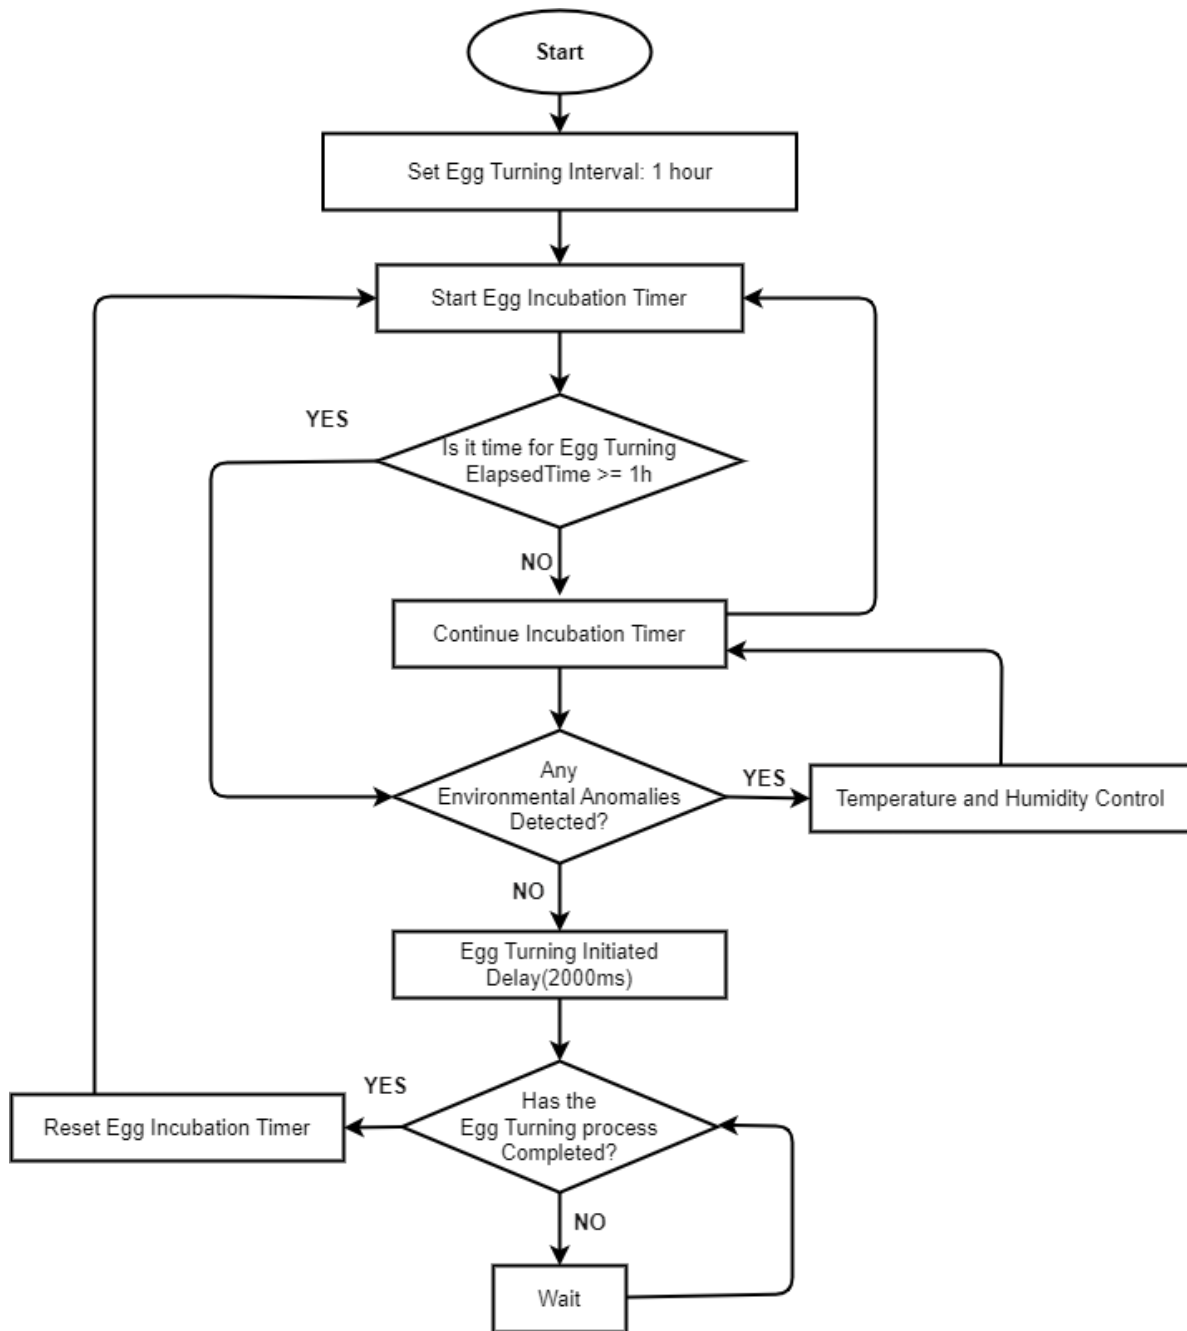 Start
Set Egg Turning Interval: 1 hour
Start Egg Incubation Timer
YES
Is it time for Egg Turning
ElapsedTime >= 1h
NO
Continue Incubation Timer
Any
Environmental Anomalies
Detected?
YES
Temperature and Humidity Control
NO
Egg Turning Initiated
Delay(2000ms)
YES
Has the
Egg Turning process
Completed?
Reset Egg Incubation Timer
NO
Wait